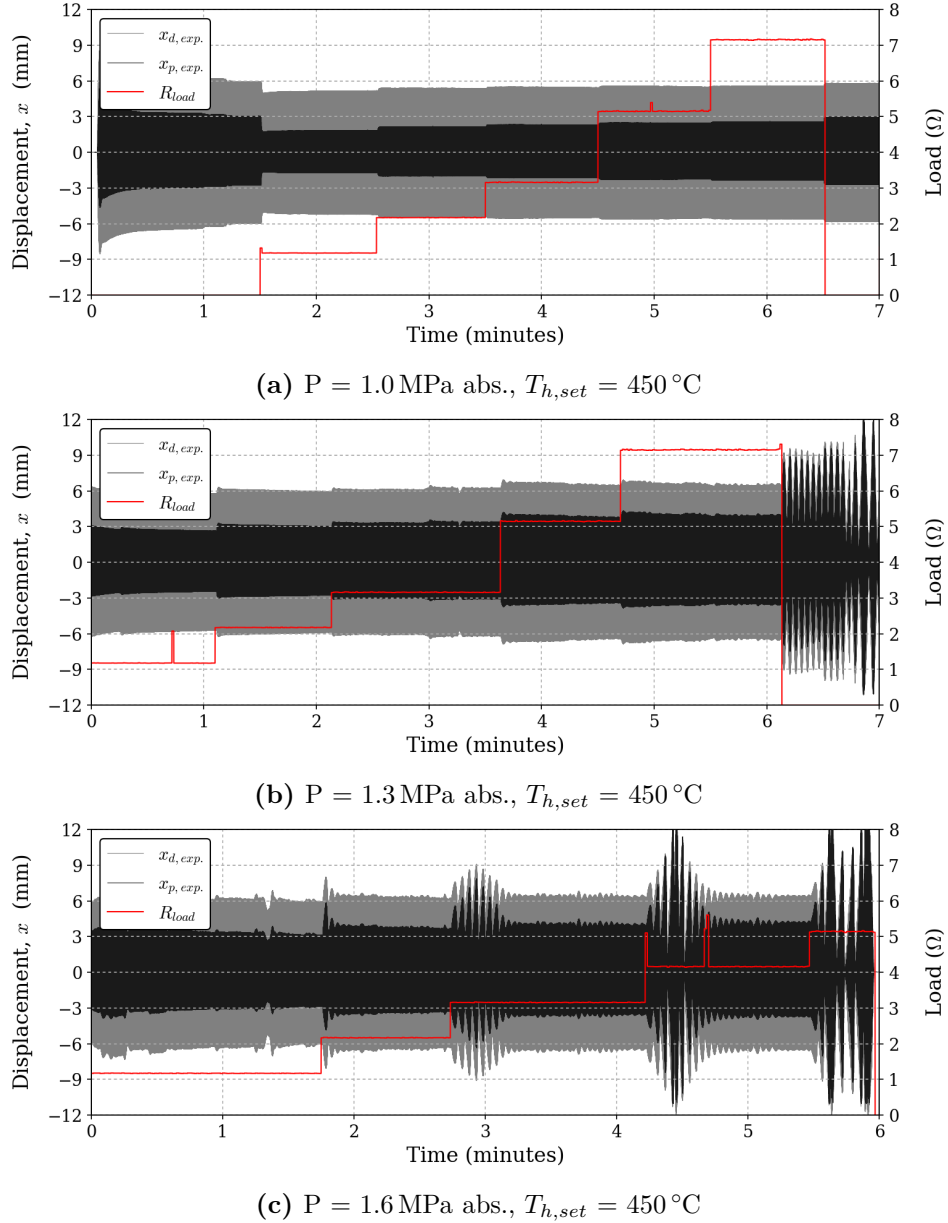 12
9
6
3
0
−3
−6
−9
−12
Displacement, x (mm)
x_{d,exp.}
x_{p,exp.}
R_{load}
8
7
6
5
4
3
2
1
0
Load (Ω)
0 1 2 3 4 5 6 7
Time (minutes)
(a) P = 1.0 MPa abs., T_{h,set} = 450 °C
12
9
6
3
0
−3
−6
−9
−12
Displacement, x (mm)
x_{d,exp.}
x_{p,exp.}
R_{load}
8
7
6
5
4
3
2
1
0
Load (Ω)
0 1 2 3 4 5 6 7
Time (minutes)
(b) P = 1.3 MPa abs., T_{h,set} = 450 °C
12
9
6
3
0
−3
−6
−9
−12
Displacement, x (mm)
x_{d,exp.}
x_{p,exp.}
R_{load}
8
7
6
5
4
3
2
1
0
Load (Ω)
0 1 2 3 4 5 6
Time (minutes)
(c) P = 1.6 MPa abs., T_{h,set} = 450 °C